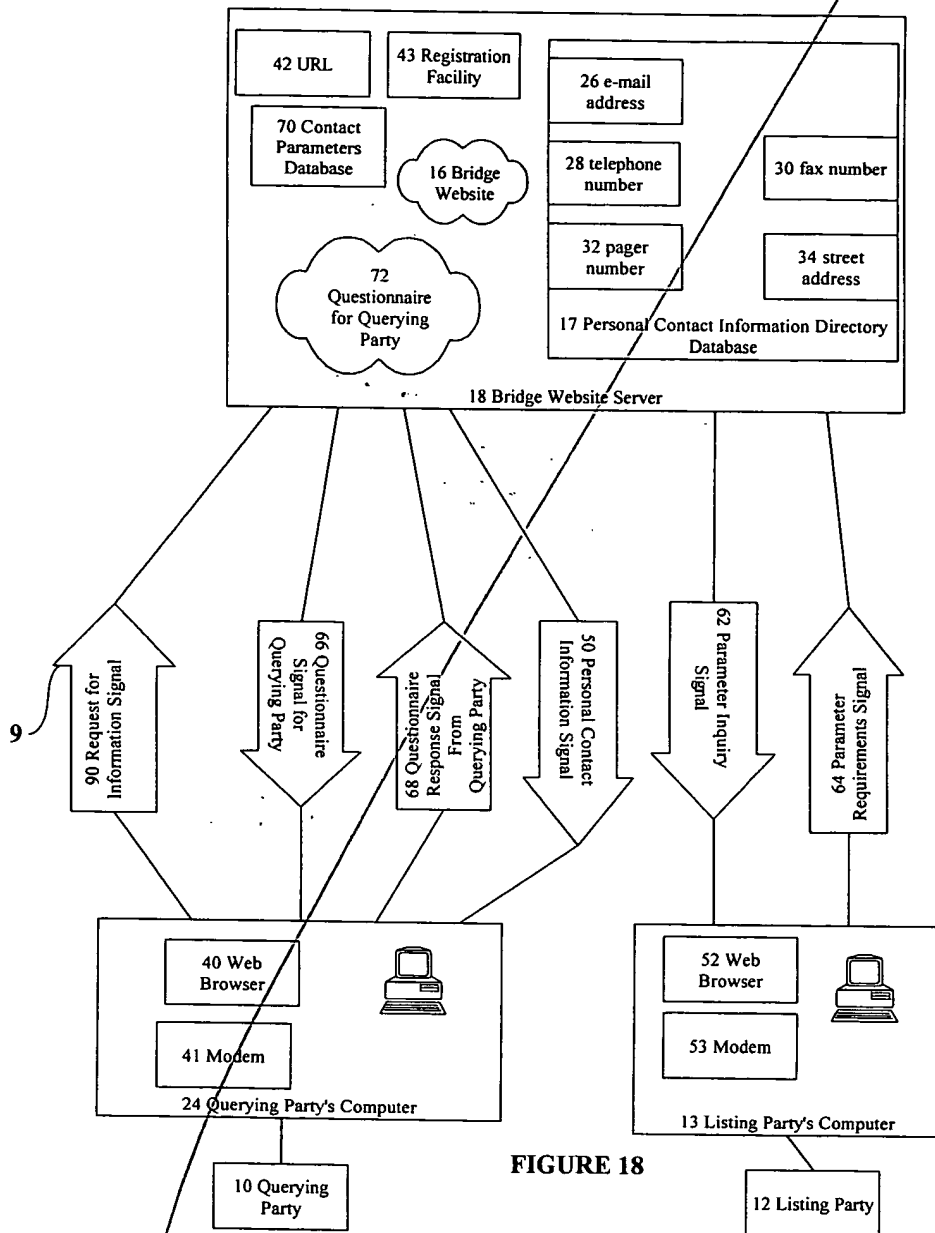 42 URL
43 Registration
Facility
26 e-mail
address
70 Contact
Parameters
Database
16 Bridge
Website
28 telephone
number
30 fax number
32 pager
number
34 street
address
72
Questionnaire
for Querying
Party
17 Personal Contact Information Directory
Database
18 Bridge Website Server
9
90 Request for
Information Signal
66 Questionnaire
Signal for
Querying Party
68 Questionnaire
Response Signal
From
Querying Party
50 Personal Contact
Information Signal
62 Parameter Inquiry
Signal
64 Parameter
Requirements Signal
40 Web
Browser
41 Modem
24 Querying Party's Computer
52 Web
Browser
53 Modem
13 Listing Party's Computer
10 Querying
Party
FIGURE 18
12 Listing Party